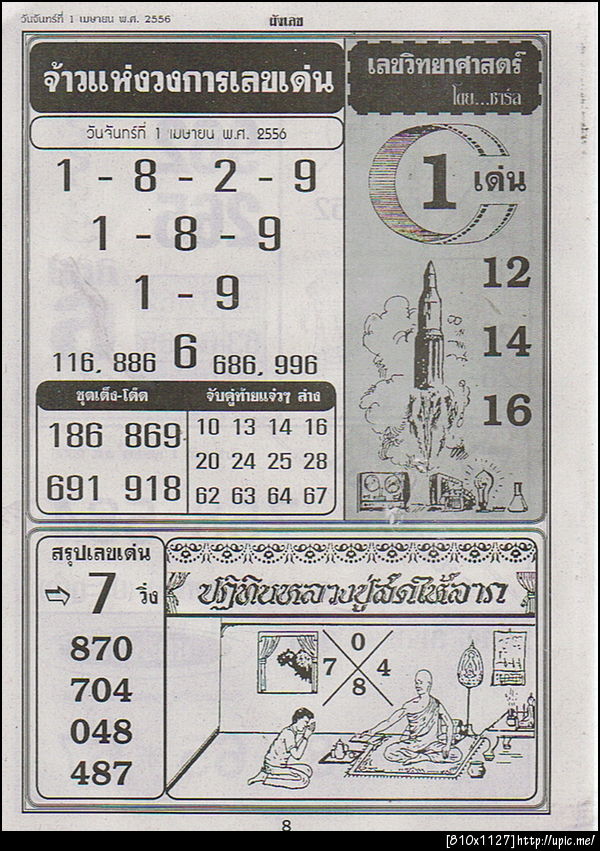 วันจันทร์ที่ 1 เมษายน พ.ศ. 2556
ผังเลข
จ้าวแห่งวงการเลขเด่น
วันจันทร์ที่ 1 เมษายน พ.ศ. 2556
1 - 8 - 2 - 9
1 - 8 - 9
1 - 9
116, 886 6 686, 996
ชุดเต็ง-โต๊ด
186 869
691 918
จับคู่ท้ายแจ๋วๆ ล่าง
10 13 14 16
20 24 25 28
62 63 64 67
เลขวิทยาศาสตร์
โดย...ชาร์ล
1 เด่น
12
14
16
สรุปเลขเด่น
7 วิ่ง
870
704
048
487
ปฏิทินหลวงปู่สดให้ลาภ
0
7 4
8
8
[810x1127]http://upic.me/